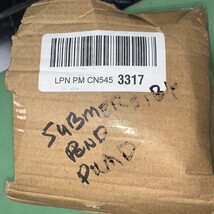 LPN PM CN545 3317
SUBMERSIBLE
POND
PUMP